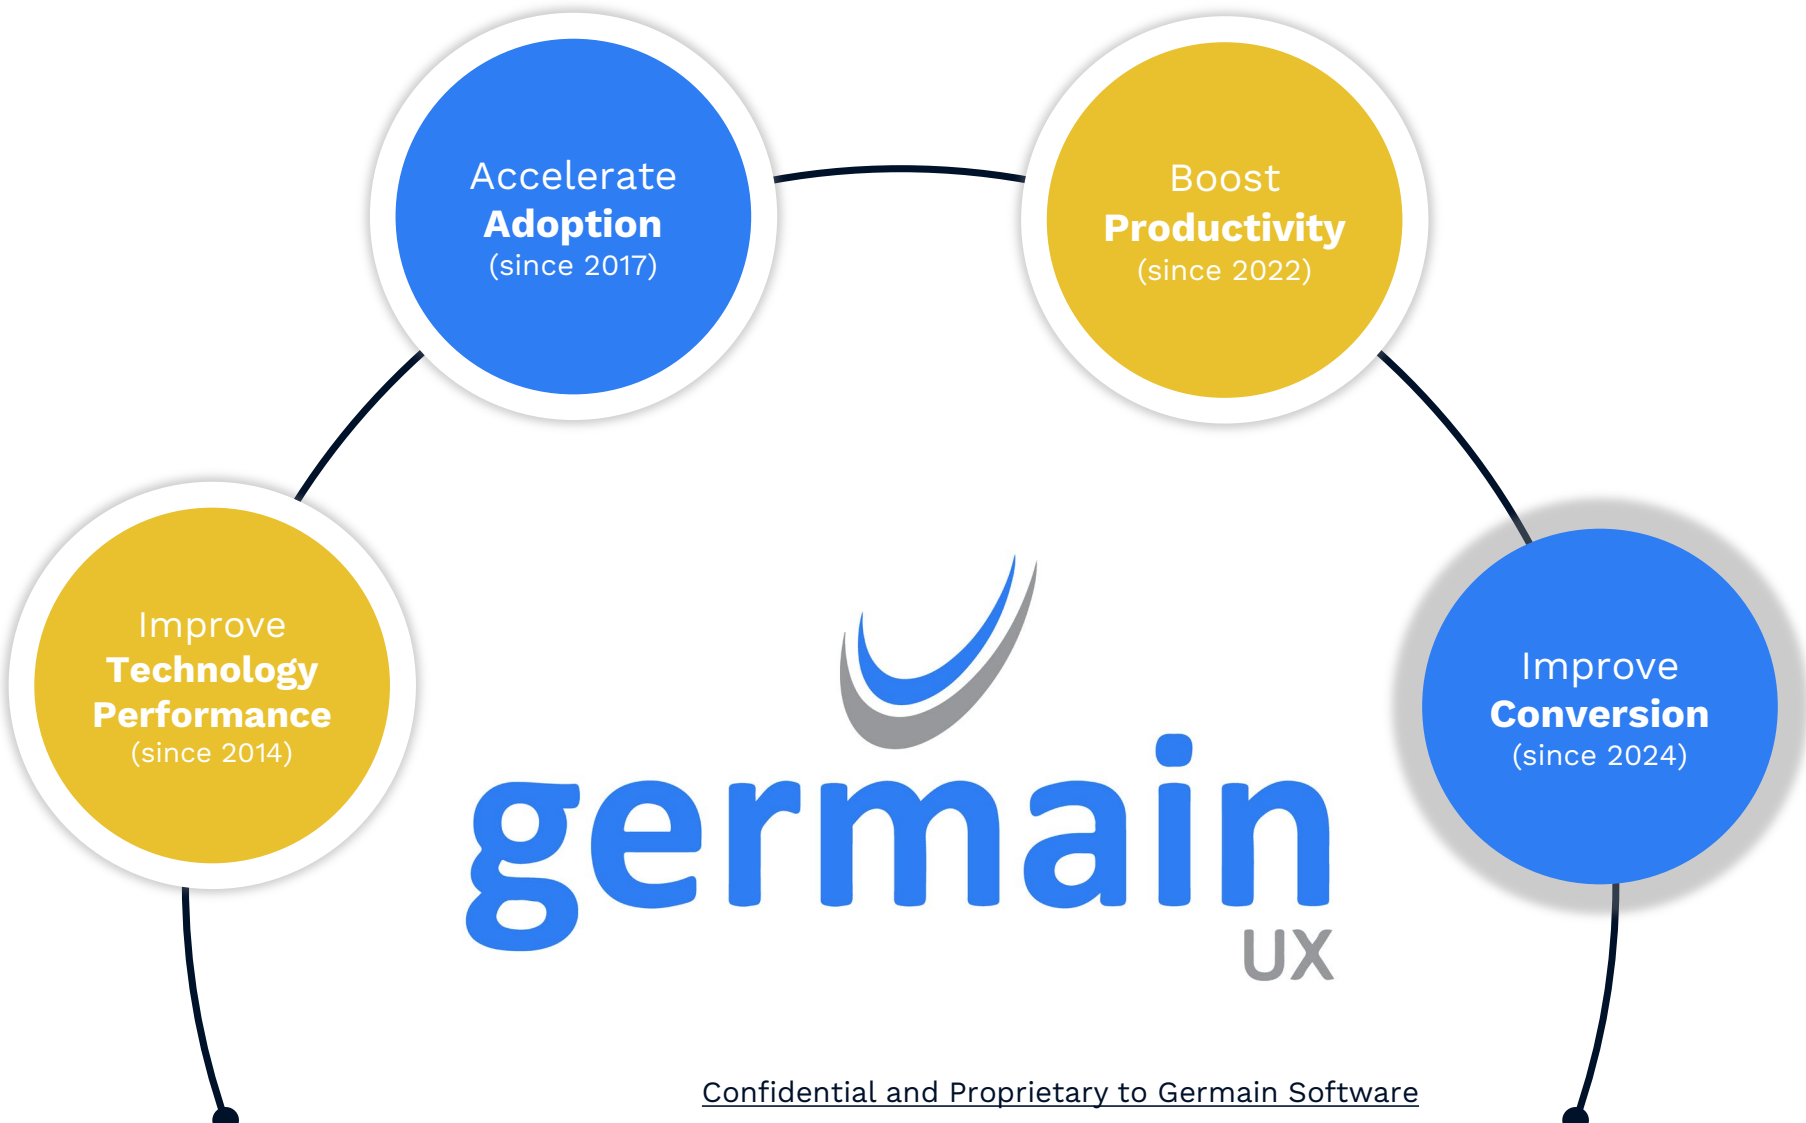 Accelerate
Adoption
(since 2017)
Boost
Productivity
(since 2022)
Improve
Technology
Performance
(since 2014)
Improve
Conversion
(since 2024)
germain
UX
Confidential and Proprietary to Germain Software